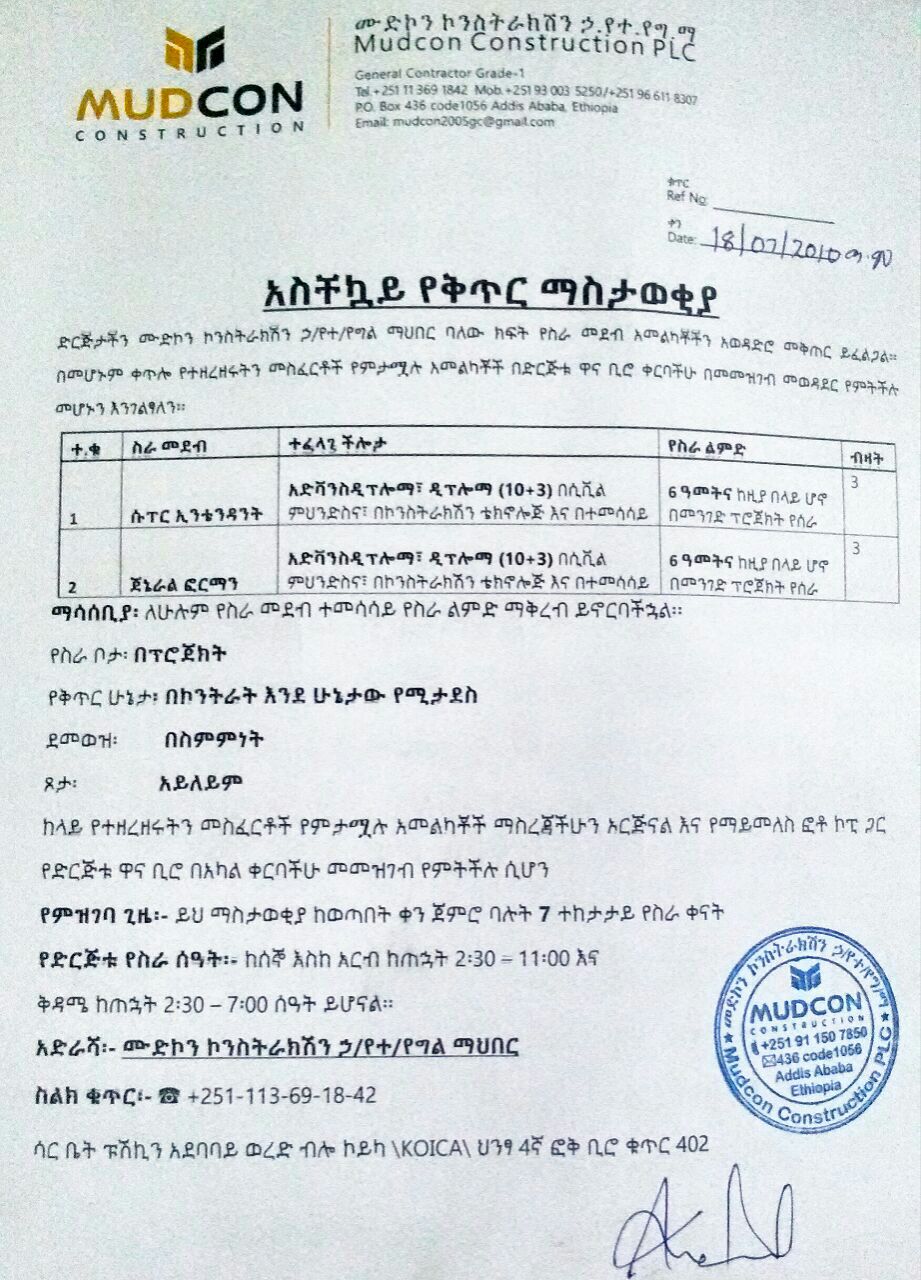 MUDCON
CONSTRUCTION
ሙድኮን ኮንስትራክሽን ኃ.የተ.የግ.ማ
Mudcon Construction PLC
General Contractor Grade-1
Tel.+251 11 369 1842 Mob.+251 93 003 5250/+251 96 611 8307
P.O. Box 436 code1056 Addis Ababa, Ethiopia
Email: mudcon2005gc@gmail.com
ቁጥር
Ref No:
ቀን
Date: 18/07/2010 ዓ.ም
አስቸኳይ የቅጥር ማስታወቂያ
ድርጅታችን ሙድኮን ኮንስትራክሽን ኃ/የተ/የግል ማህበር ባለው ክፍት የስራ መደብ አመልካቾችን አወዳድሮ መቅጠር ይፈልጋል።
በመሆኑም ቀጥሎ የተዘረዘሩትን መስፈርቶች የምታሟሉ አመልካቾች በድርጅቱ ዋና ቢሮ ቀርባችሁ በመመዝገብ መወዳደር የምትችሉ
መሆኑን እንገልፃለን።
ተ.ቁ ስራ መደብ ተፈላጊ ችሎታ የስራ ልምድ ብዛት
1 ሱፐር ኢንቴንዳንት አድቫንስዲፕሎማ፣ ዲፕሎማ (10+3) በሲቪል 6 ዓመትና ከዚያ በላይ ሆኖ 3
ምህንድስና፣ በኮንስትራክሽን ቴክኖሎጅ እና በተመሳሳይ በመንገድ ፕሮጀክት የሰራ
2 ጀኔራል ፎርማን አድቫንስዲፕሎማ፣ ዲፕሎማ (10+3) በሲቪል 6 ዓመትና ከዚያ በላይ ሆኖ 3
ምህንድስና፣ በኮንስትራክሽን ቴክኖሎጅ እና በተመሳሳይ በመንገድ ፕሮጀክት የሰራ
ማሳሰቢያ፡ ለሁሉም የስራ መደብ ተመሳሳይ የስራ ልምድ ማቅረብ ይኖርባችኋል።
የስራ ቦታ፡ በፕሮጀክት
የቅጥር ሁኔታ፡ በኮንትራት እንደ ሁኔታው የሚታደስ
ደመወዝ፡ በስምምነት
ጾታ፡ አይለይም
ከላይ የተዘረዘሩትን መስፈርቶች የምታሟሉ አመልካቾች ማስረጃችሁን ኦርጅናል እና የማይመለስ ፎቶ ኮፒ ጋር
የድርጅቱ ዋና ቢሮ በአካል ቀርባችሁ መመዝገብ የምትችሉ ሲሆን
የምዝገባ ጊዜ፡- ይህ ማስታወቂያ ከወጣበት ቀን ጀምሮ ባሉት 7 ተከታታይ የስራ ቀናት
የድርጅቱ የስራ ሰዓት፡- ከሰኞ እስከ አርብ ከጠኋት 2፡30 – 11፡00 እና
ቅዳሜ ከጠኋት 2፡30 – 7፡00 ሰዓት ይሆናል።
አድራሻ፡- ሙድኮን ኮንስትራክሽን ኃ/የተ/የግል ማህበር
ስልክ ቁጥር፡- ☎ +251-113-69-18-42
ሳር ቤት ፑሽኪን አደባባይ ወረድ ብሎ ኮይካ \KOICA\ ህንፃ 4ኛ ፎቅ ቢሮ ቁጥር 402
ሙድኮን ኮንስትራክሽን ኃ/የተ/የግ/ማ
MUDCON
CONSTRUCTION
+251 91 150 7850
436 code1056
Addis Ababa
Ethiopia
Mudcon Construction PLC